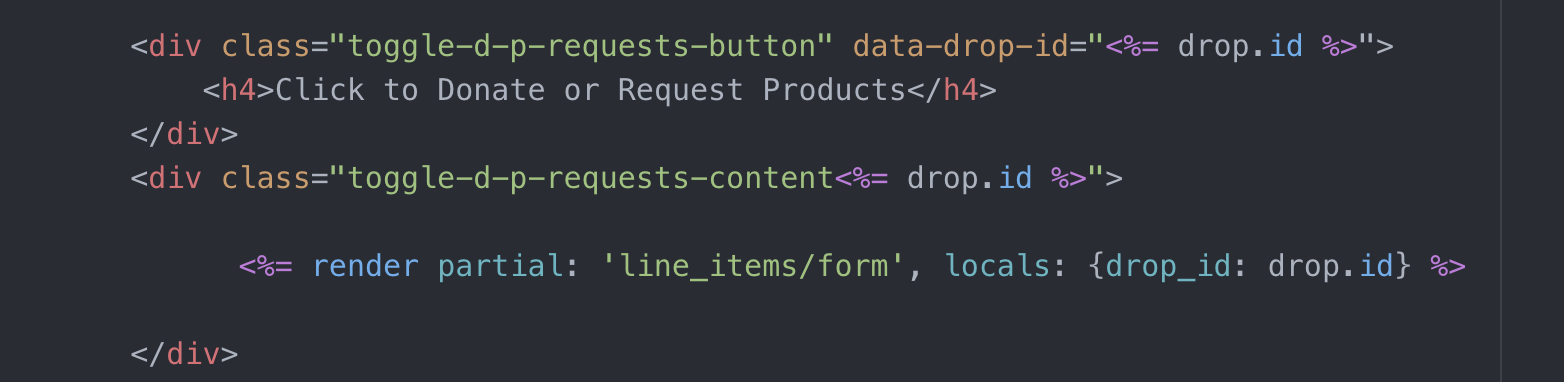 <div class="toggle-d-p-requests-button" data-drop-id="<%= drop.id %>">
<h4>Click to Donate or Request Products</h4>
</div>
<div class="toggle-d-p-requests-content<%= drop.id %>">
<%= render partial: 'line_items/form', locals: {drop_id: drop.id} %>
</div>